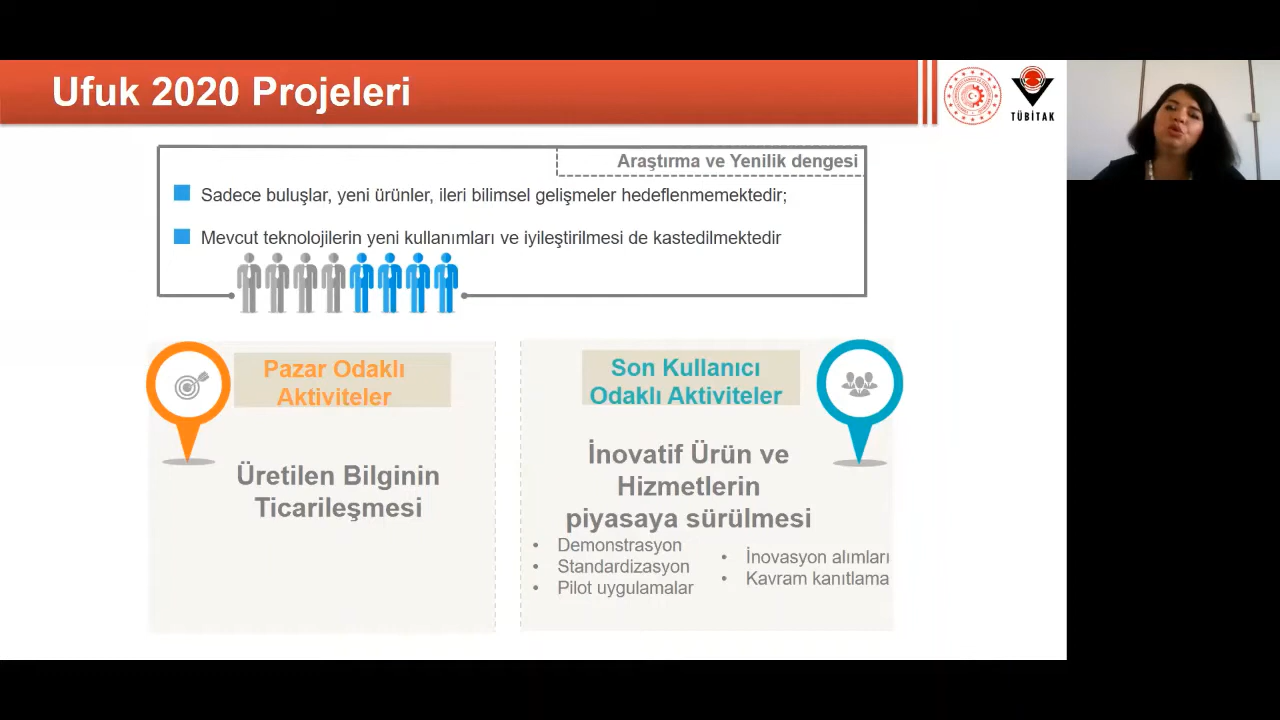 Ufuk 2020 Projeleri
TÜBİTAK
Araştırma ve Yenilik dengesi
Sadece buluşlar, yeni ürünler, ileri bilimsel gelişmeler hedeflenmemektedir;
Mevcut teknolojilerin yeni kullanımları ve iyileştirilmesi de kastedilmektedir
Pazar Odaklı
Aktiviteler
Üretilen Bilginin
Ticarileşmesi
Son Kullanıcı
Odaklı Aktiviteler
İnovatif Ürün ve
Hizmetlerin
piyasaya sürülmesi
• Demonstrasyon
• Standardizasyon
• Pilot uygulamalar
• İnovasyon alımları
• Kavram kanıtlama